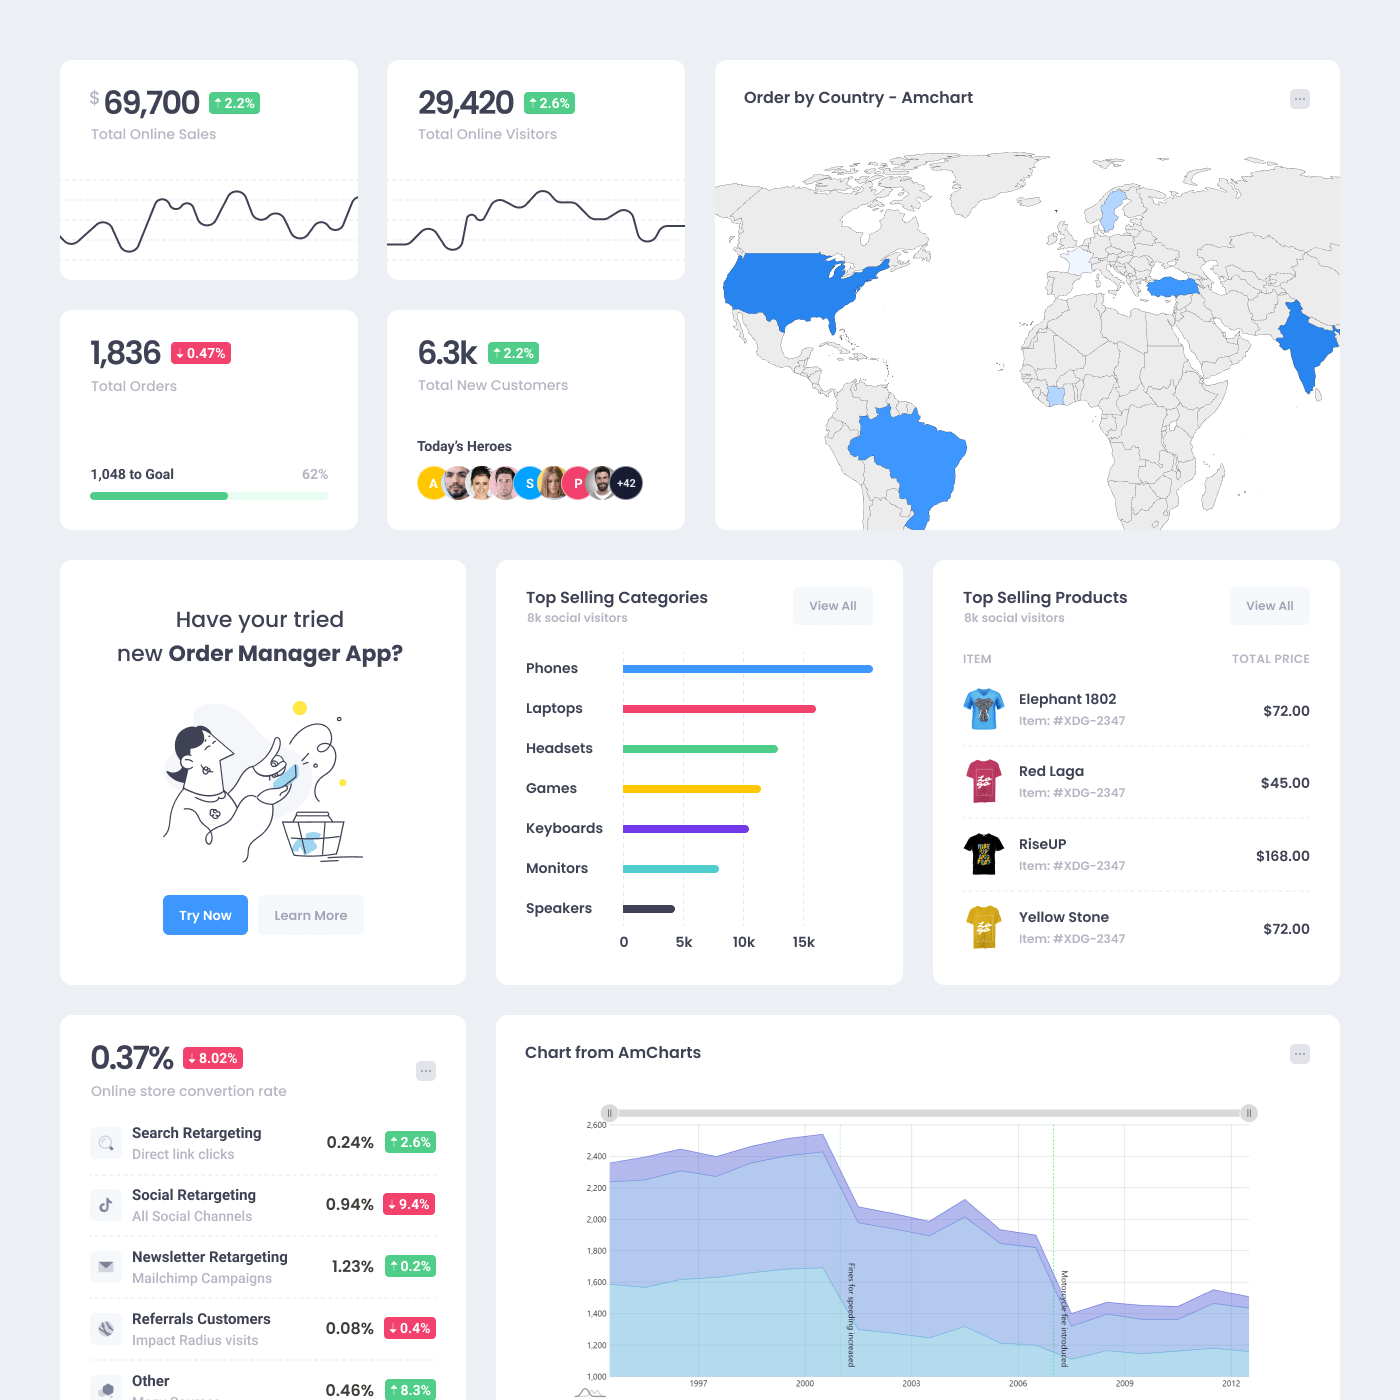 $ 69,700 2.2%
Total Online Sales
29,420 2.6%
Total Online Visitors
Order by Country - Amchart
1,836 0.47%
Total Orders
1,048 to Goal 62%
6.3k 2.2%
Total New Customers
Today's Heroes
A S P +42
Have your tried
new Order Manager App?
Try Now Learn More
Top Selling Categories
8k social visitors
View All
Phones
Laptops
Headsets
Games
Keyboards
Monitors
Speakers
0 5k 10k 15k
Top Selling Products
8k social visitors
View All
ITEM TOTAL PRICE
Elephant 1802
Item: #XDG-2347
$72.00
Red Laga
Item: #XDG-2347
$45.00
RiseUP
Item: #XDG-2347
$168.00
Yellow Stone
Item: #XDG-2347
$72.00
0.37% 8.02%
Online store convertion rate
Search Retargeting
Direct link clicks
0.24% 2.6%
Social Retargeting
All Social Channels
0.94% 9.4%
Newsletter Retargeting
Mailchimp Campaigns
1.23% 0.2%
Referrals Customers
Impact Radius visits
0.08% 0.4%
Other
0.46% 8.3%
Chart from AmCharts
2,600
2,400
2,200
2,000
1,800
1,600
1,400
1,200
1,000
Fines for speeding increased
Motorcycle fee introduced
1997 2000 2003 2006 2009 2012